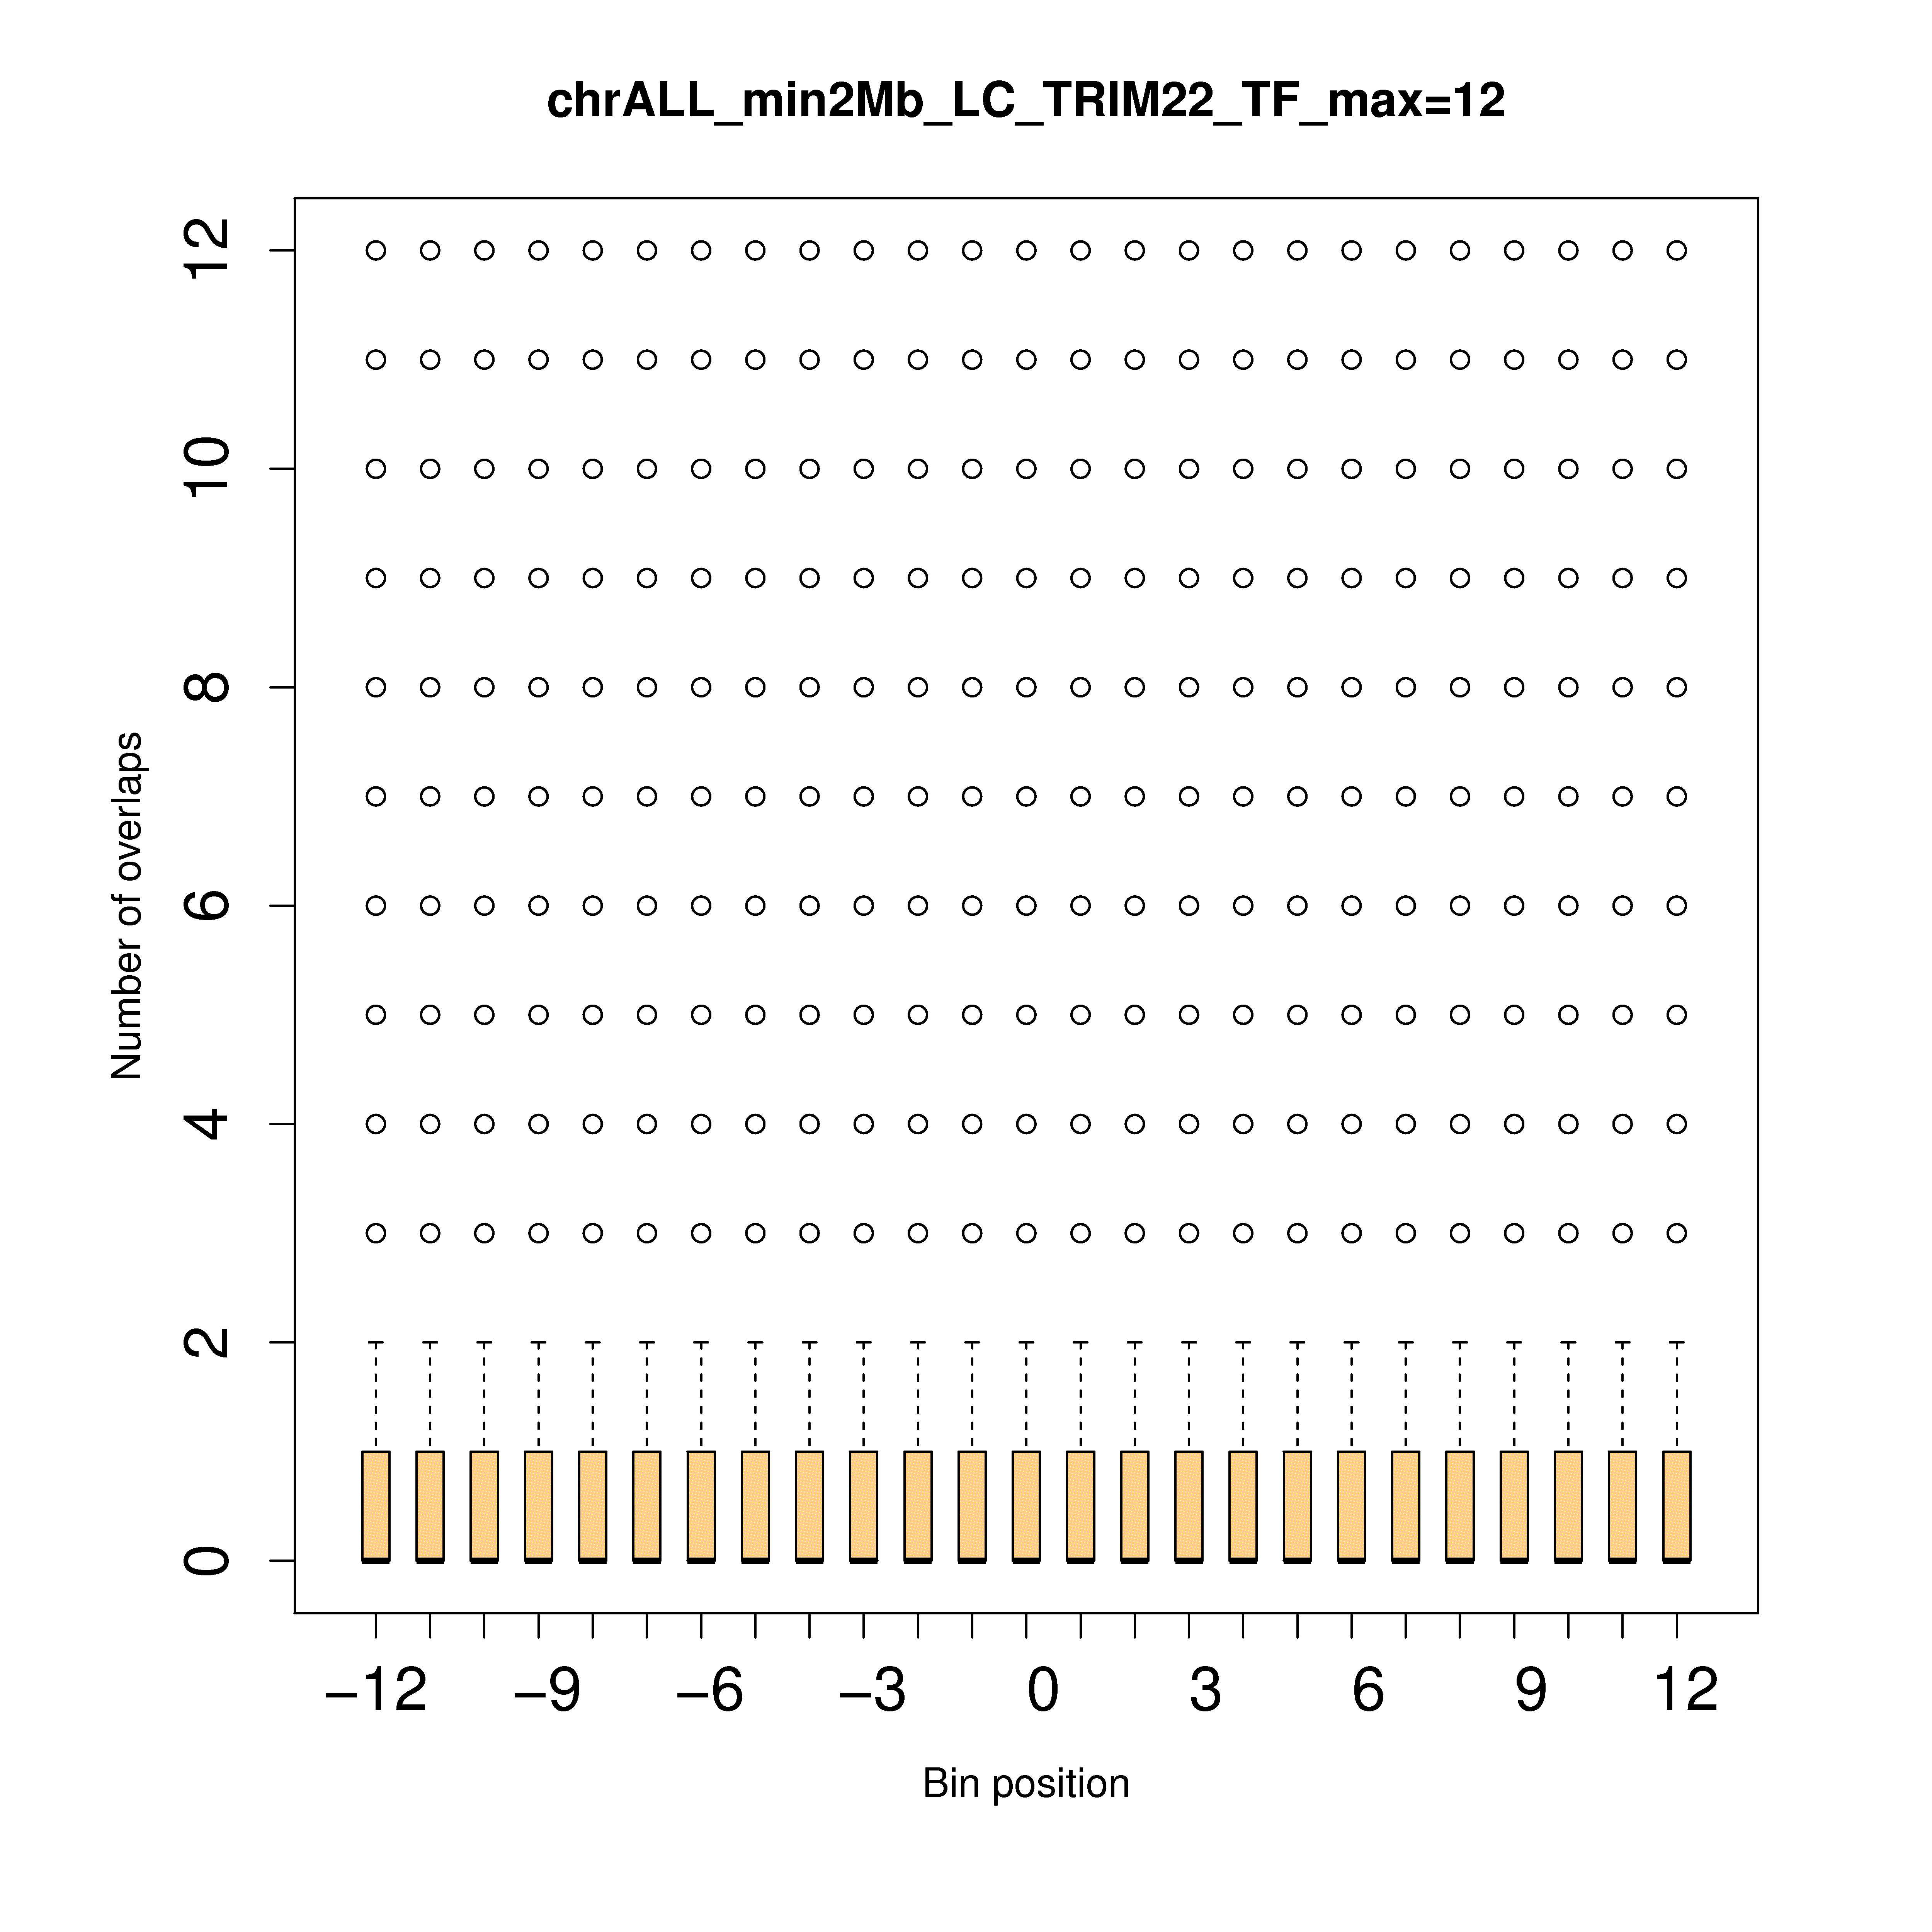 chrALL_min2Mb_LC_TRIM22_TF_max=12
12
10
8
6
4
2
0
Number of overlaps
−12 −9 −6 −3 0 3 6 9 12
Bin position